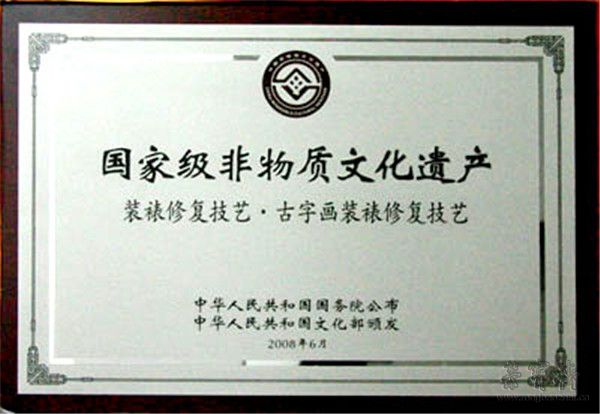 国家级非物质文化遗产
装裱修复技艺·古字画装裱修复技艺
中华人民共和国国务院公布
中华人民共和国文化部颁发
2008年6月